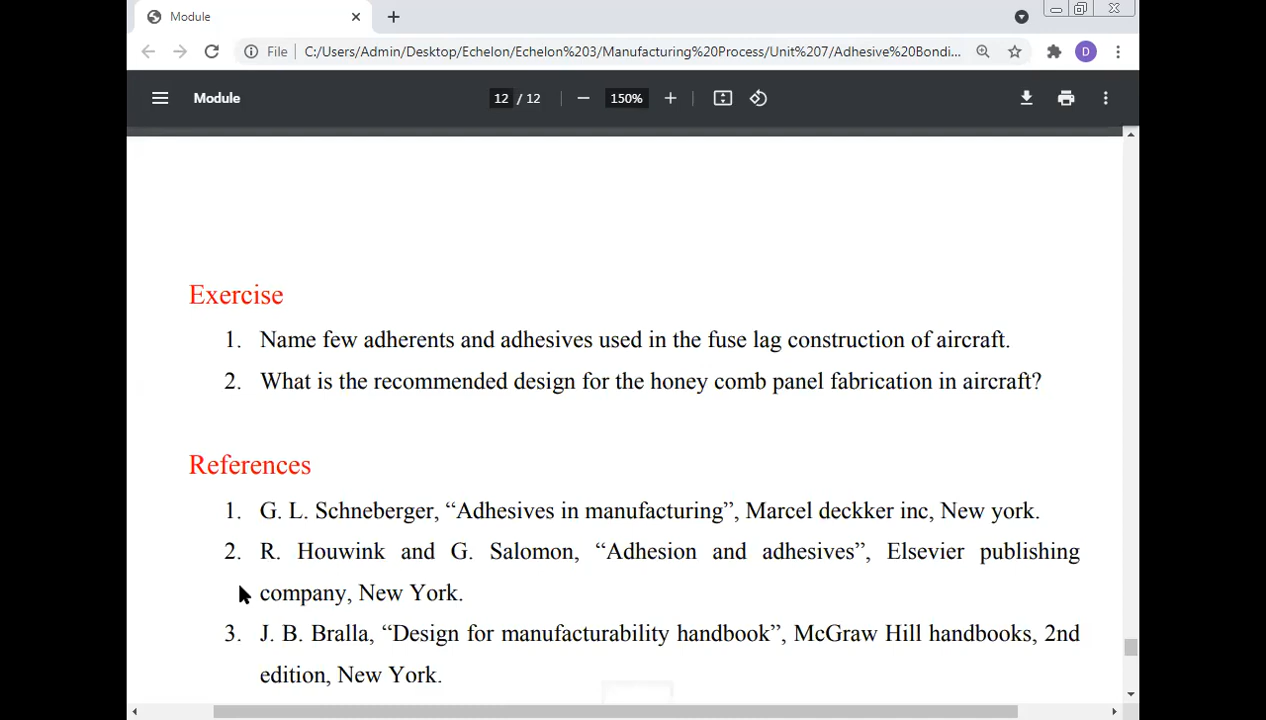 Module
File C:/Users/Admin/Desktop/Echelon/Echelon%203/Manufacturing%20Process/Unit%207/Adhesive%20Bondi... D
Module 12 / 12 150%
Exercise
1. Name few adherents and adhesives used in the fuse lag construction of aircraft.
2. What is the recommended design for the honey comb panel fabrication in aircraft?
References
1. G. L. Schneberger, “Adhesives in manufacturing”, Marcel deckker inc, New york.
2. R. Houwink and G. Salomon, “Adhesion and adhesives”, Elsevier publishing
company, New York.
3. J. B. Bralla, “Design for manufacturability handbook”, McGraw Hill handbooks, 2nd
edition, New York.